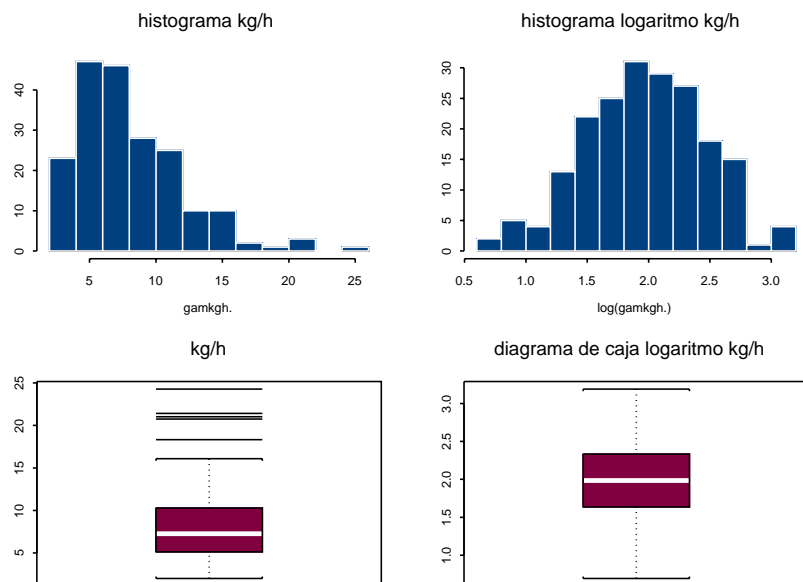 histograma kg/h
0 10 20 30 40
5 10 15 20 25
gamkgh.
histograma logaritmo kg/h
0 5 10 15 20 25 30
0.5 1.0 1.5 2.0 2.5 3.0
log(gamkgh.)
kg/h
5 10 15 20 25
diagrama de caja logaritmo kg/h
1.0 1.5 2.0 2.5 3.0